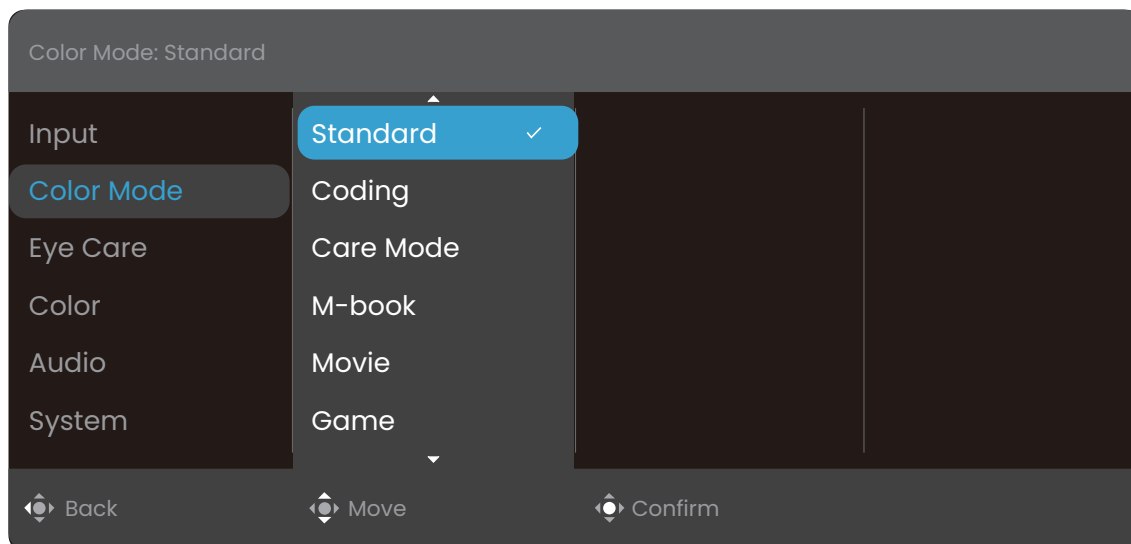 Color Mode: Standard
Input
Color Mode
Eye Care
Color
Audio
System
Standard
Coding
Care Mode
M-book
Movie
Game
Back
Move
Confirm